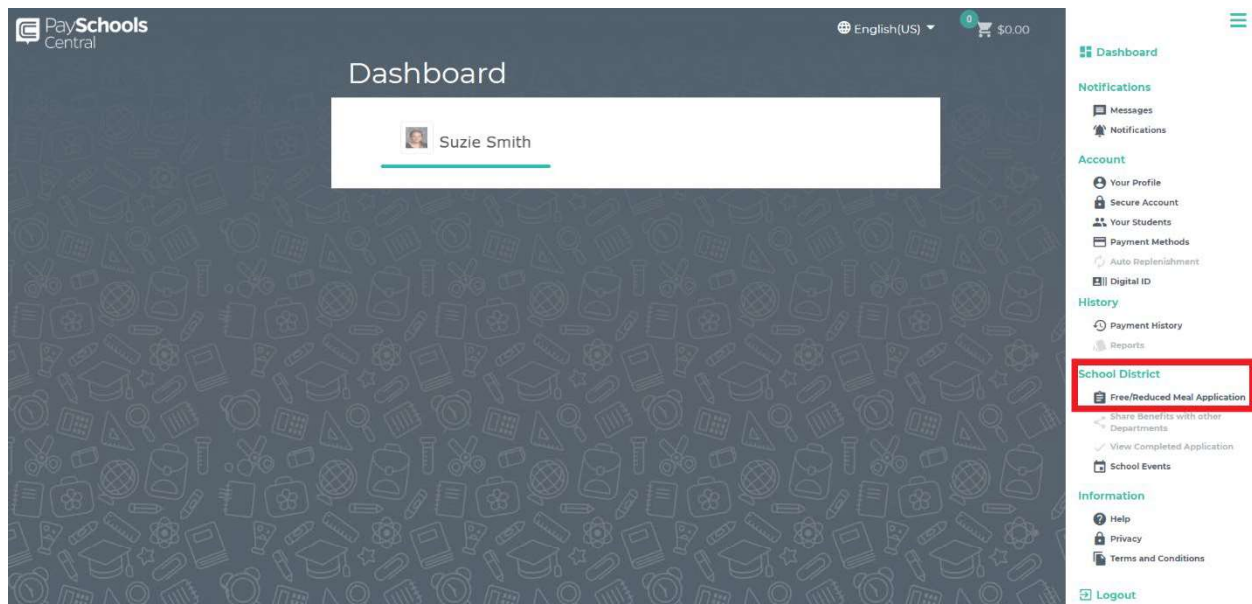 PaySchools
Central
English(US)
0
$0.00
Dashboard
Suzie Smith
Dashboard
Notifications
Messages
Notifications
Account
Your Profile
Secure Account
Your Students
Payment Methods
Auto Replenishment
Digital ID
History
Payment History
Reports
School District
Free/Reduced Meal Application
Share Benefits with other
Departments
View Completed Application
School Events
Information
Help
Privacy
Terms and Conditions
Logout